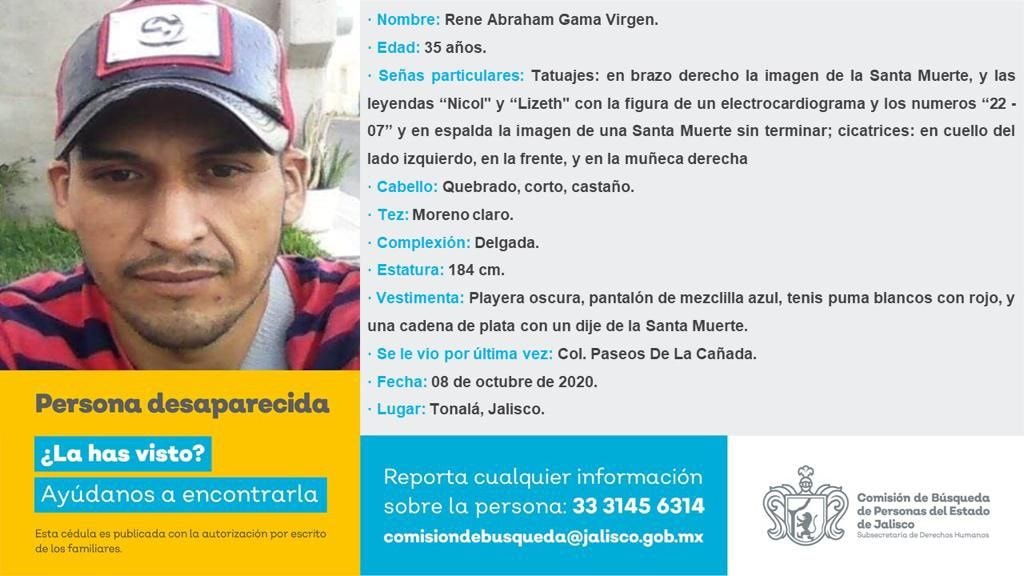 · Nombre: Rene Abraham Gama Virgen.
· Edad: 35 años.
· Señas particulares: Tatuajes: en brazo derecho la imagen de la Santa Muerte, y las
leyendas “Nicol" y “Lizeth" con la figura de un electrocardiograma y los numeros “22 -
07” y en espalda la imagen de una Santa Muerte sin terminar; cicatrices: en cuello del
lado izquierdo, en la frente, y en la muñeca derecha
· Cabello: Quebrado, corto, castaño.
· Tez: Moreno claro.
· Complexión: Delgada.
· Estatura: 184 cm.
· Vestimenta: Playera oscura, pantalón de mezclilla azul, tenis puma blancos con rojo, y
una cadena de plata con un dije de la Santa Muerte.
· Se le vio por última vez: Col. Paseos De La Cañada.
· Fecha: 08 de octubre de 2020.
· Lugar: Tonalá, Jalisco.
Persona desaparecida
¿La has visto?
Ayúdanos a encontrarla
Esta cédula es publicada con la autorización por escrito
de los familiares.
Reporta cualquier información
sobre la persona: 33 3145 6314
comisiondebusqueda@jalisco.gob.mx
Comisión de Búsqueda
de Personas del Estado
de Jalisco
Subsecretaría de Derechos Humanos